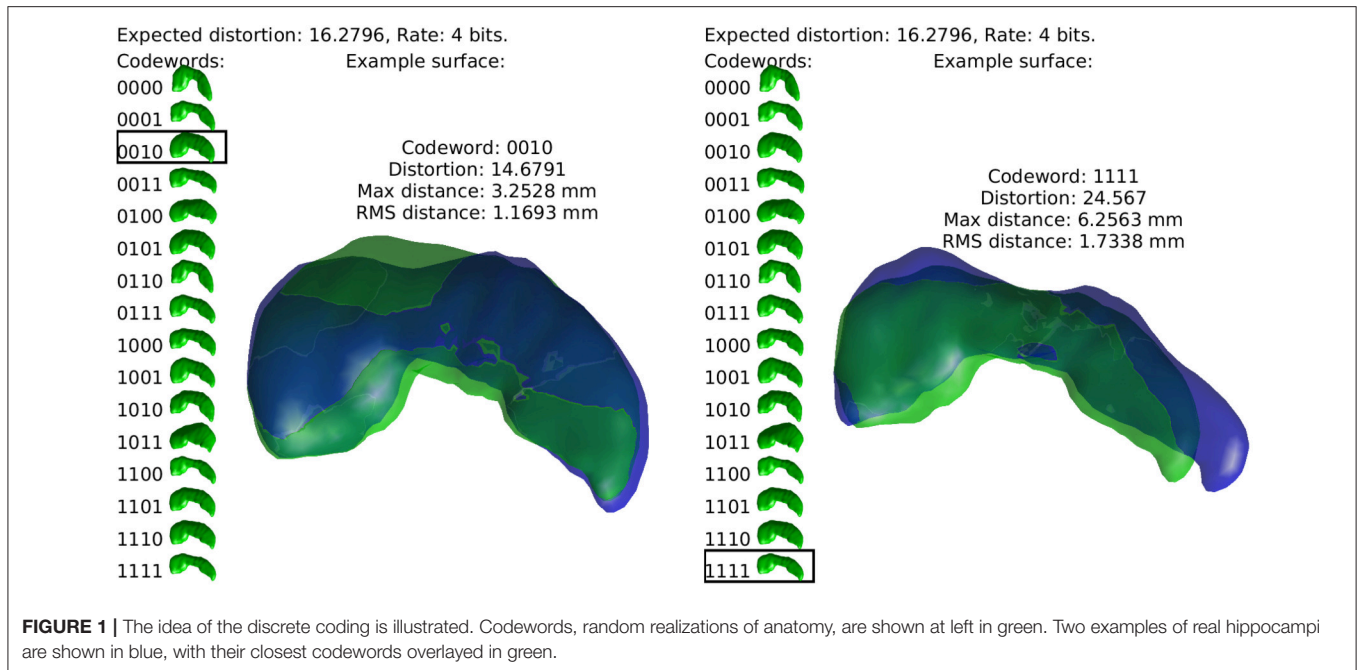 Expected distortion: 16.2796, Rate: 4 bits.
Codewords:
Example surface:
0000
0001
0010
0011
0100
0101
0110
0111
1000
1001
1010
1011
1100
1101
1110
1111
Codeword: 0010
Distortion: 14.6791
Max distance: 3.2528 mm
RMS distance: 1.1693 mm
Expected distortion: 16.2796, Rate: 4 bits.
Codewords:
Example surface:
0000
0001
0010
0011
0100
0101
0110
0111
1000
1001
1010
1011
1100
1101
1110
1111
Codeword: 1111
Distortion: 24.567
Max distance: 6.2563 mm
RMS distance: 1.7338 mm
FIGURE 1 | The idea of the discrete coding is illustrated. Codewords, random realizations of anatomy, are shown at left in green. Two examples of real hippocampi
are shown in blue, with their closest codewords overlayed in green.